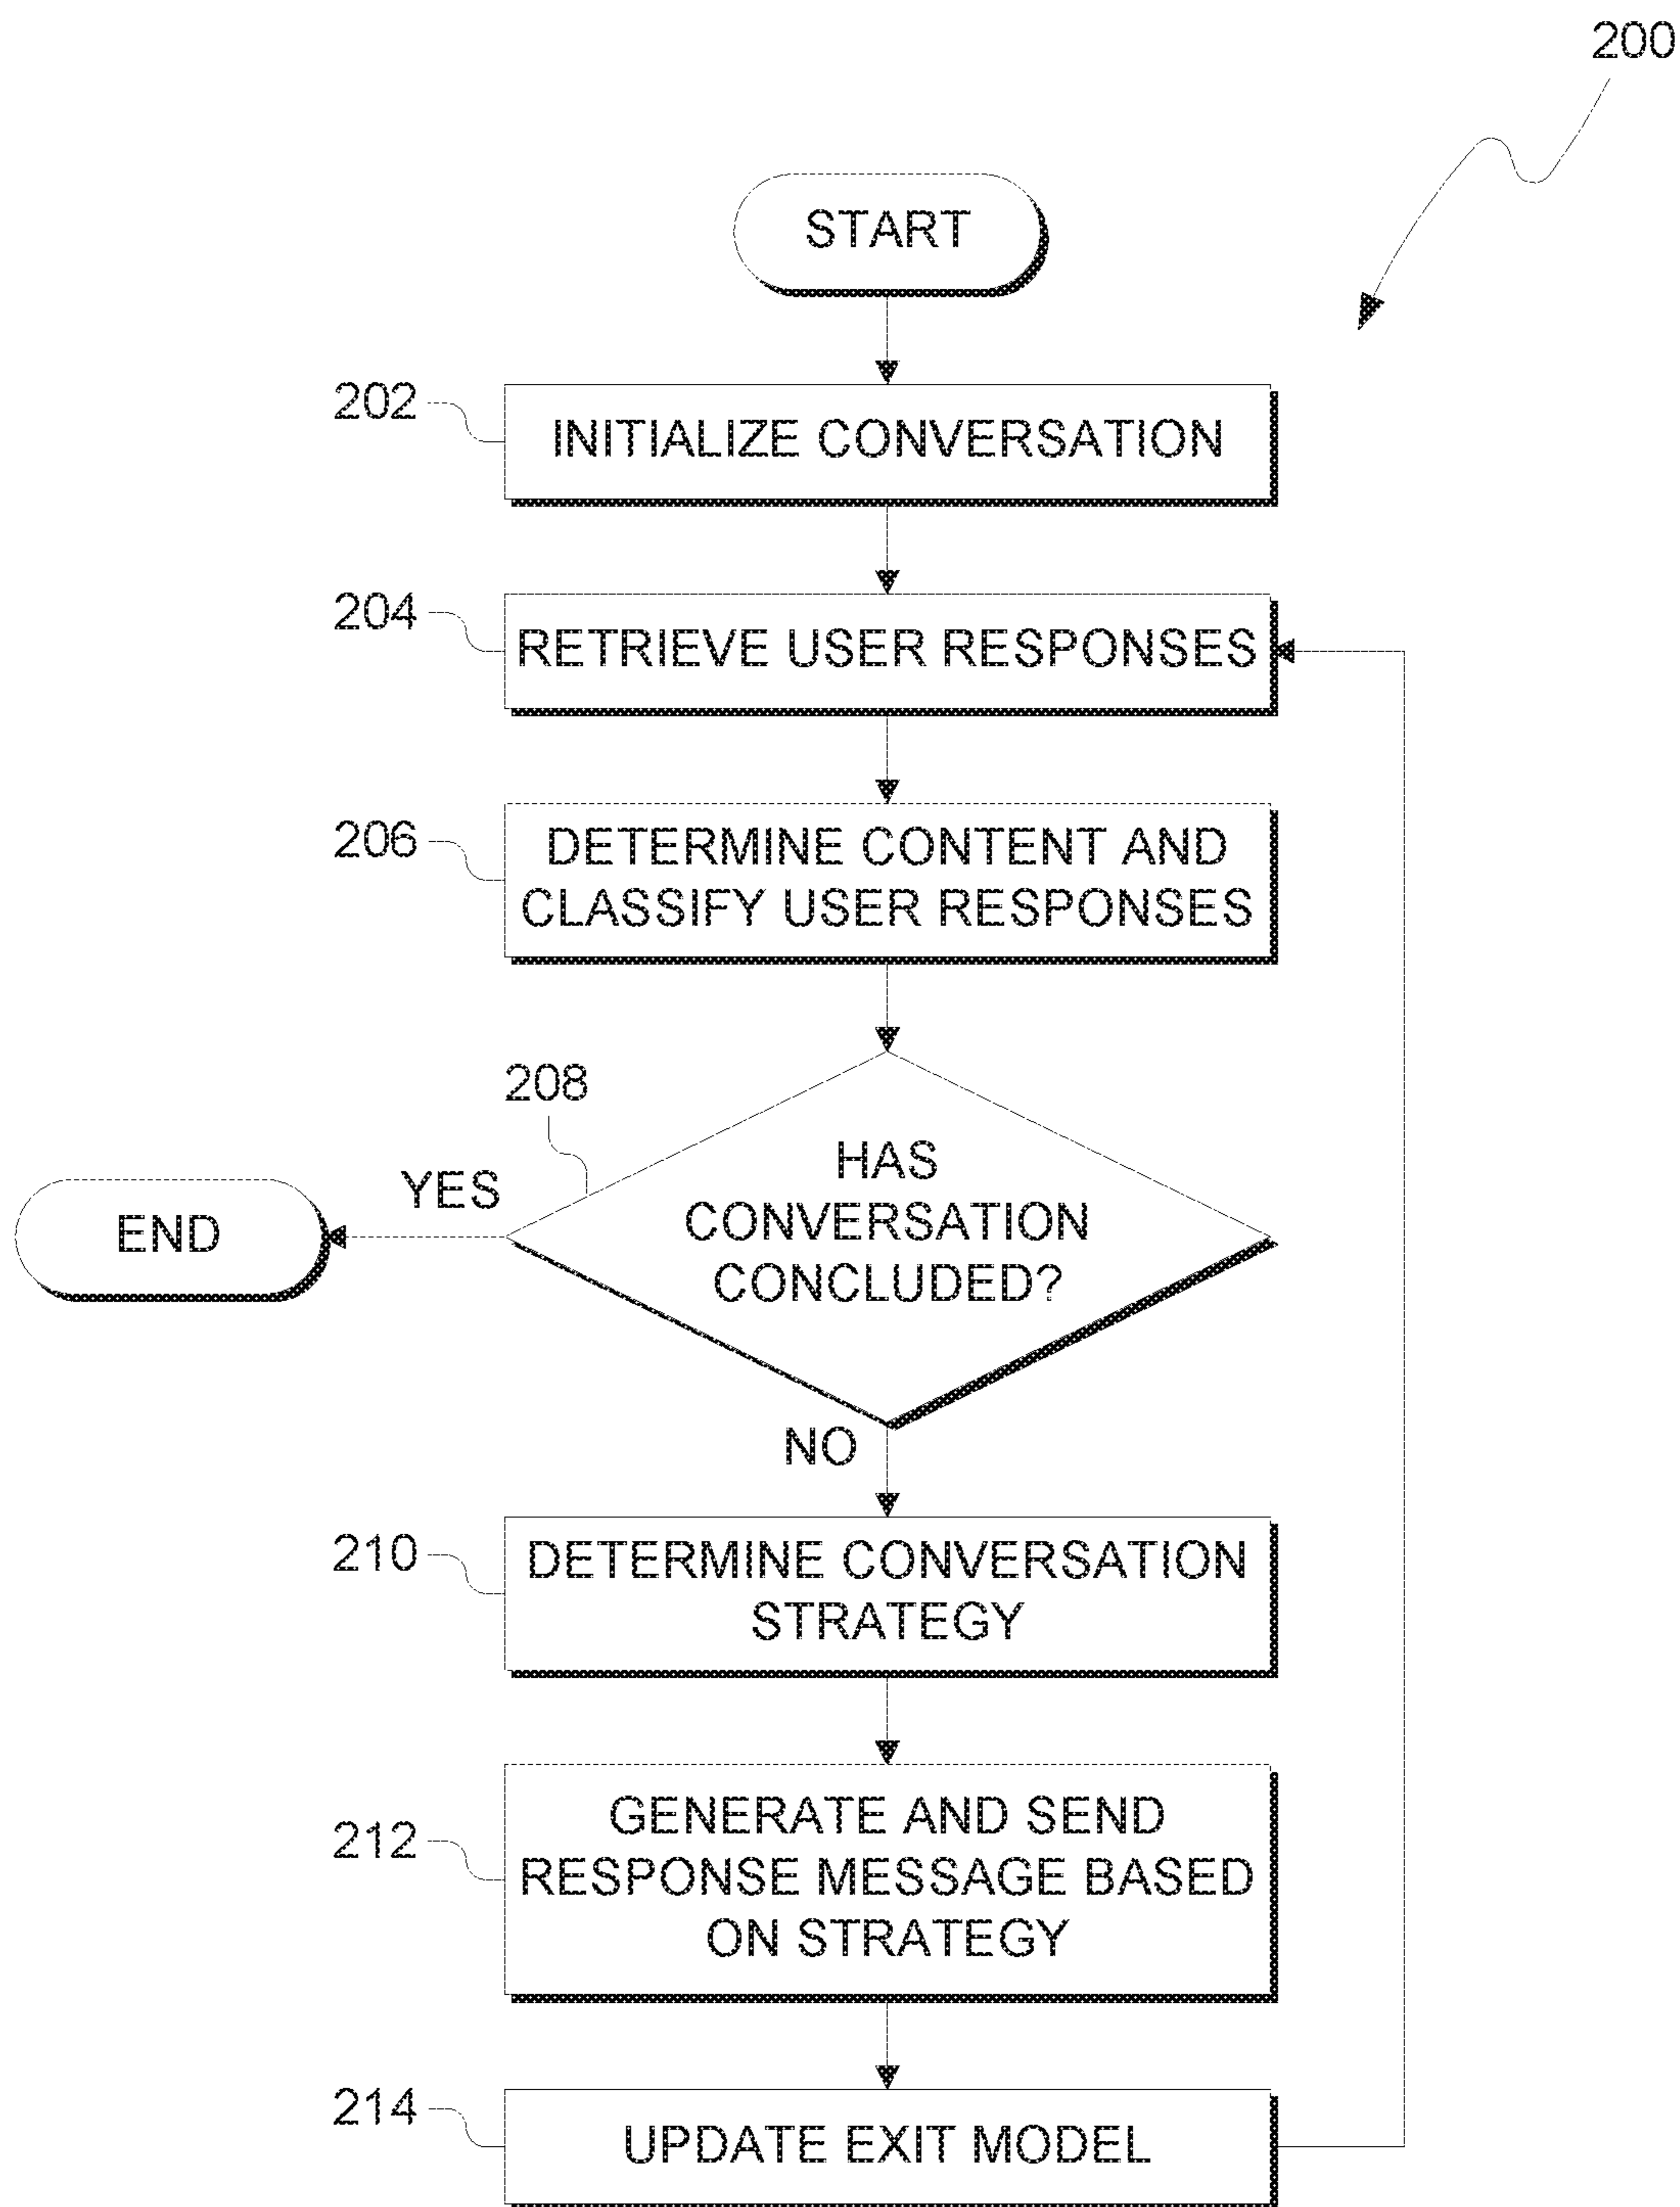 200
START
202
INITIALIZE CONVERSATION
204
RETRIEVE USER RESPONSES
206
DETERMINE CONTENT AND
CLASSIFY USER RESPONSES
208
HAS
CONVERSATION
CONCLUDED?
YES
END
NO
210
DETERMINE CONVERSATION
STRATEGY
212
GENERATE AND SEND
RESPONSE MESSAGE BASED
ON STRATEGY
214
UPDATE EXIT MODEL